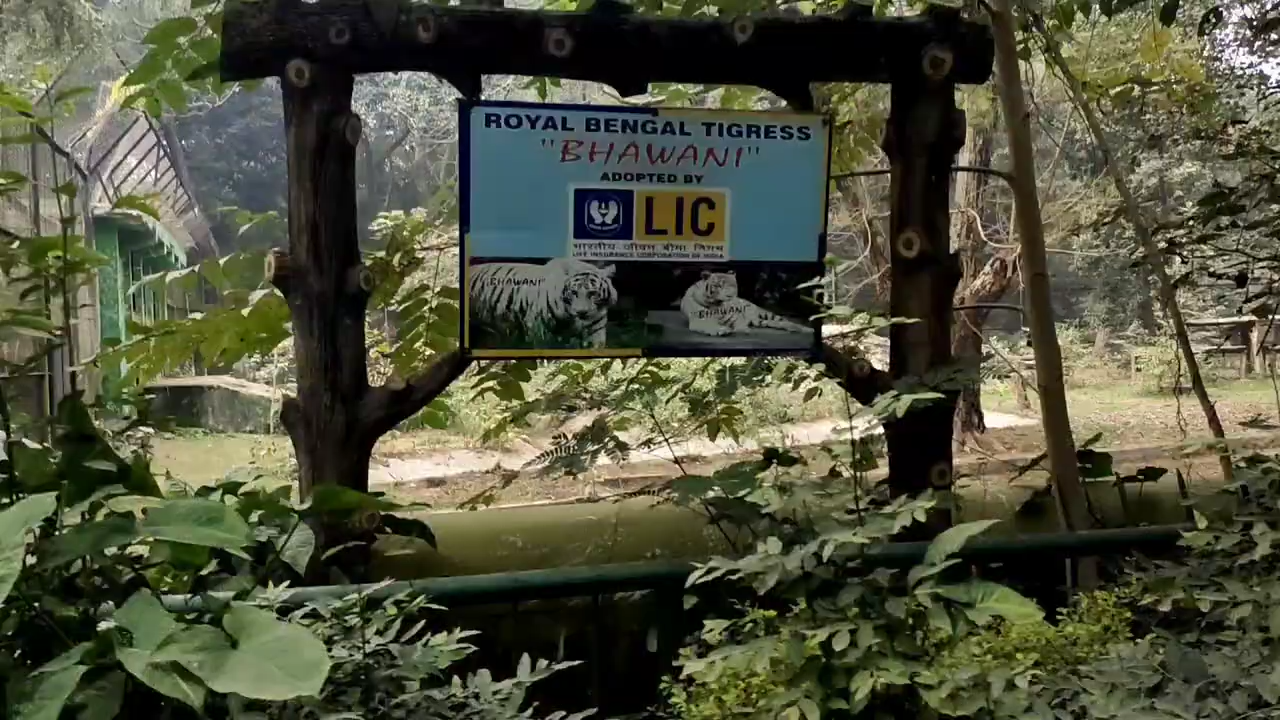 ROYAL BENGAL TIGRESS
"BHAWANI"
ADOPTED BY
LIC
भारतीय जीवन बीमा निगम
LIFE INSURANCE CORPORATION OF INDIA
BHAWANI
BHAWANI